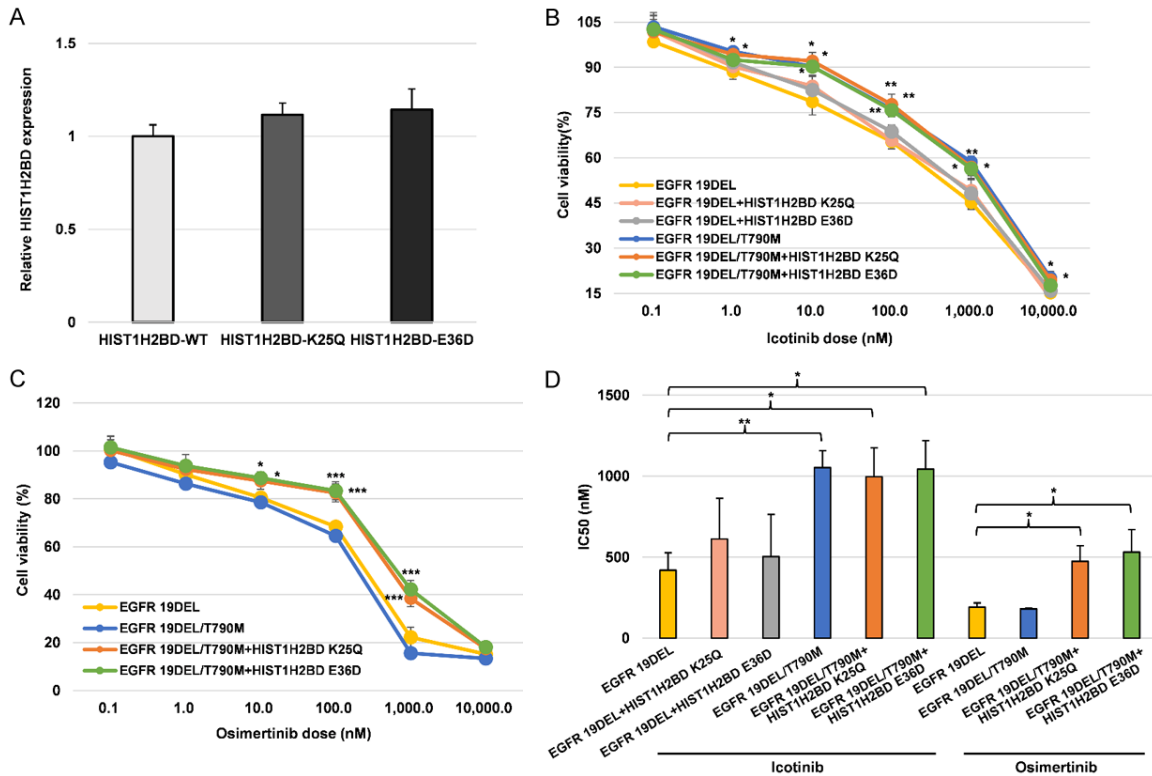 A
Relative HIST1H2BD expression
1.5
1
0.5
0
HIST1H2BD-WT
HIST1H2BD-K25Q
HIST1H2BD-E36D
B
Cell viability(%)
105
90
75
60
45
30
15
* * * * * ** ** ** ** * * * *
EGFR 19DEL
EGFR 19DEL+HIST1H2BD K25Q
EGFR 19DEL+HIST1H2BD E36D
EGFR 19DEL/T790M
EGFR 19DEL/T790M+HIST1H2BD K25Q
EGFR 19DEL/T790M+HIST1H2BD E36D
0.1 1.0 10.0 100.0 1,000.0 10,000.0
Icotinib dose (nM)
C
Cell viability (%)
120
100
80
60
40
20
0
* * *** *** *** ***
EGFR 19DEL
EGFR 19DEL/T790M
EGFR 19DEL/T790M+HIST1H2BD K25Q
EGFR 19DEL/T790M+HIST1H2BD E36D
0.1 1.0 10.0 100.0 1,000.0 10,000.0
Osimertinib dose (nM)
D
IC50 (nM)
1500
1000
500
0
*
*
**
*
*
EGFR 19DEL
EGFR 19DEL+HIST1H2BD K25Q
EGFR 19DEL+HIST1H2BD E36D
EGFR 19DEL/T790M
EGFR 19DEL/T790M+
HIST1H2BD K25Q
EGFR 19DEL/T790M+
HIST1H2BD E36D
EGFR 19DEL
EGFR 19DEL/T790M
EGFR 19DEL/T790M+
HIST1H2BD K25Q
EGFR 19DEL/T790M+
HIST1H2BD E36D
Icotinib
Osimertinib